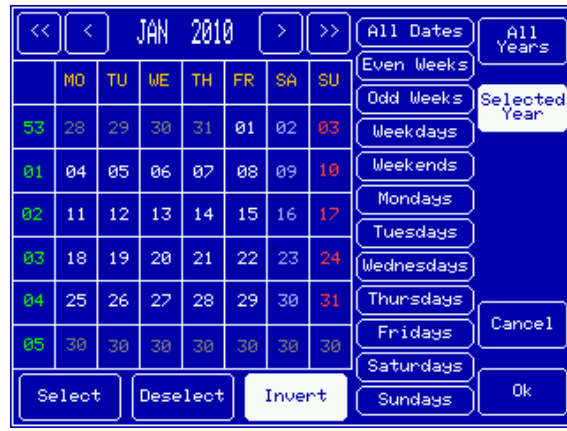 << < JAN 2010 > >>
MO TU WE TH FR SA SU
53 28 29 30 31 01 02 03
01 04 05 06 07 08 09 10
02 11 12 13 14 15 16 17
03 18 19 20 21 22 23 24
04 25 26 27 28 29 30 31
05 30 30 30 30 30 30 30
Select Deselect Invert
All Dates
Even Weeks
Odd Weeks
Weekdays
Weekends
Mondays
Tuesdays
Wednesdays
Thursdays
Fridays
Saturdays
Sundays
All
Years
Selected
Year
Cancel
Ok